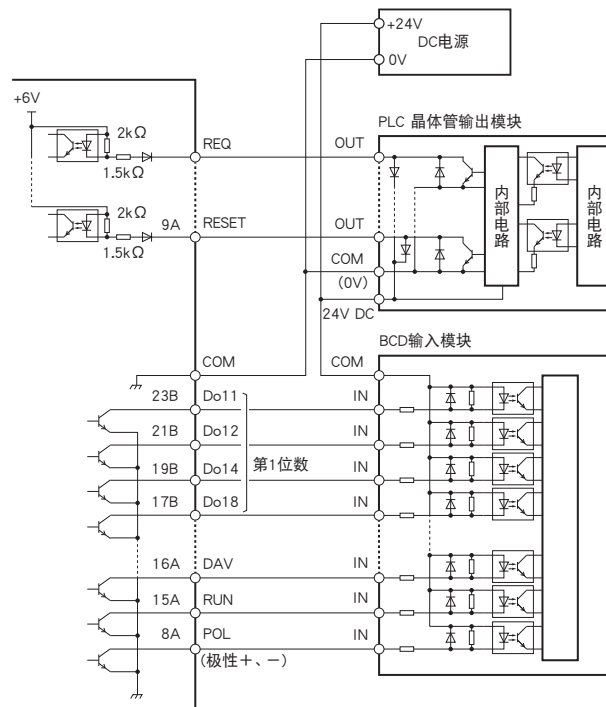 +24V
DC电源
0V
+6V
PLC 晶体管输出模块
2kΩ
REQ
OUT
1.5kΩ
内部电路
内部电路
2kΩ
9A
RESET
OUT
1.5kΩ
COM
(0V)
24V DC
BCD输入模块
COM
COM
23B
Do11
IN
21B
Do12
IN
19B
Do14
第1位数
IN
17B
Do18
IN
16A
DAV
IN
15A
RUN
IN
8A
POL
IN
(极性＋、－)